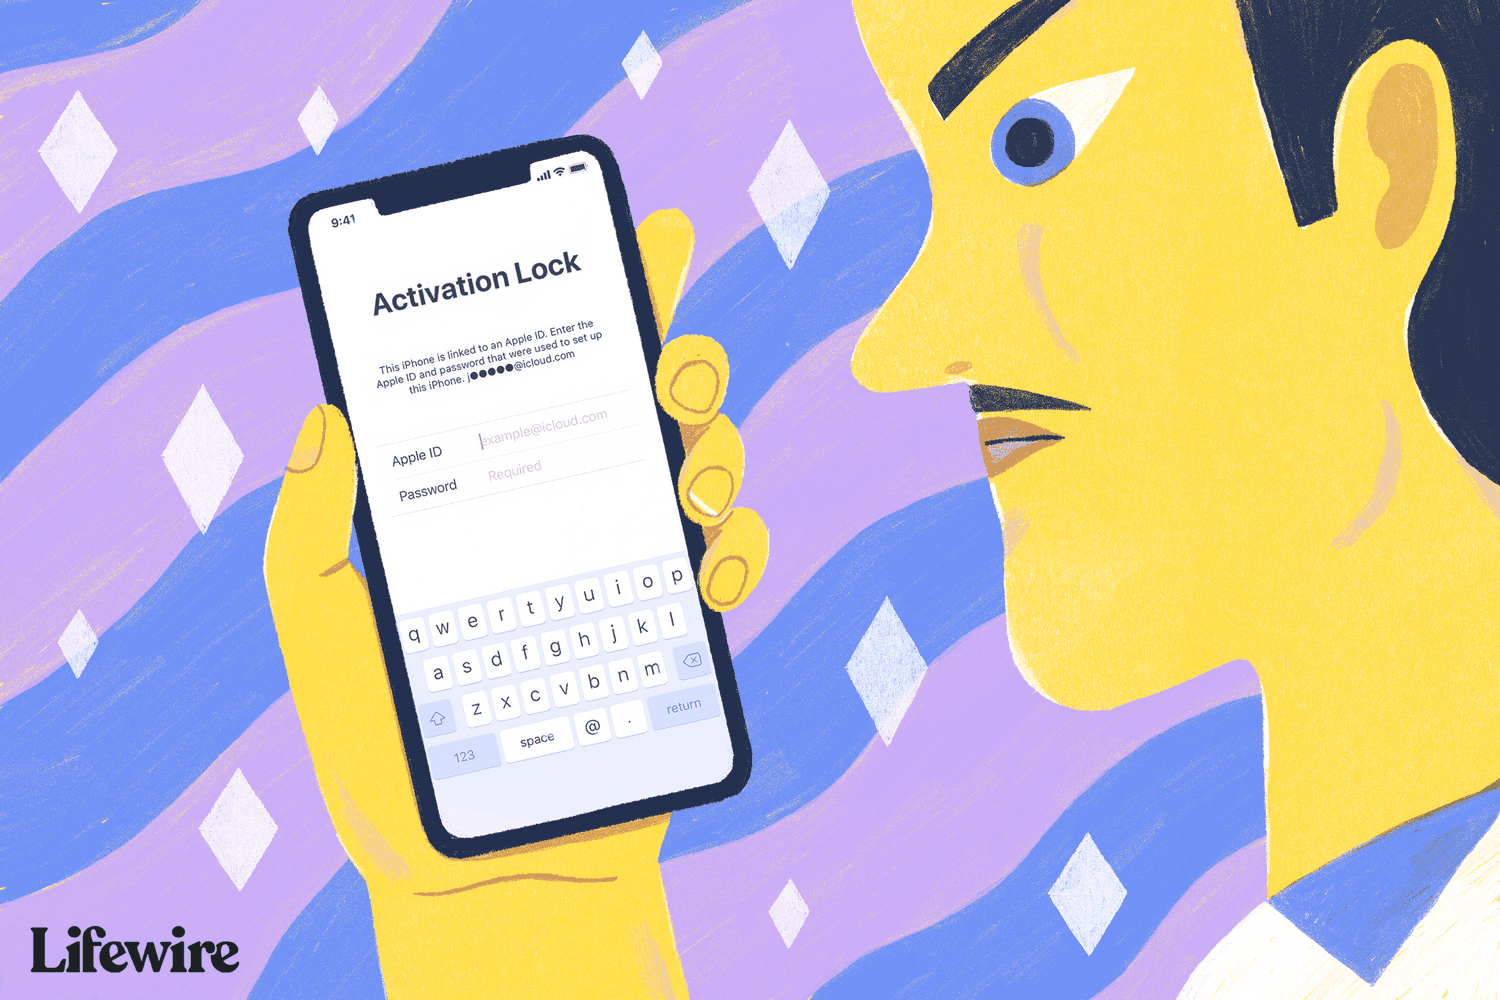 9:41
Activation Lock
This iPhone is linked to an Apple ID. Enter the
Apple ID and password that were used to set up
this iPhone. j●●●●●@icloud.com
Apple ID example@icloud.com
Password Required
q w e r t y u i o p
a s d f g h j k l
z x c v b n m
123 space @ . return
Lifewire